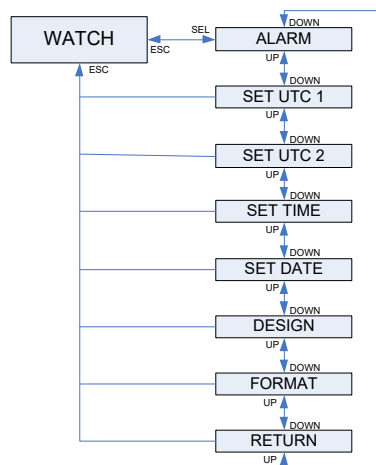 DOWN
WATCH
SEL
ESC
ALARM
ESC
UP
DOWN
SET UTC 1
UP
DOWN
SET UTC 2
UP
DOWN
SET TIME
UP
DOWN
SET DATE
UP
DOWN
DESIGN
UP
DOWN
FORMAT
UP
DOWN
RETURN
UP